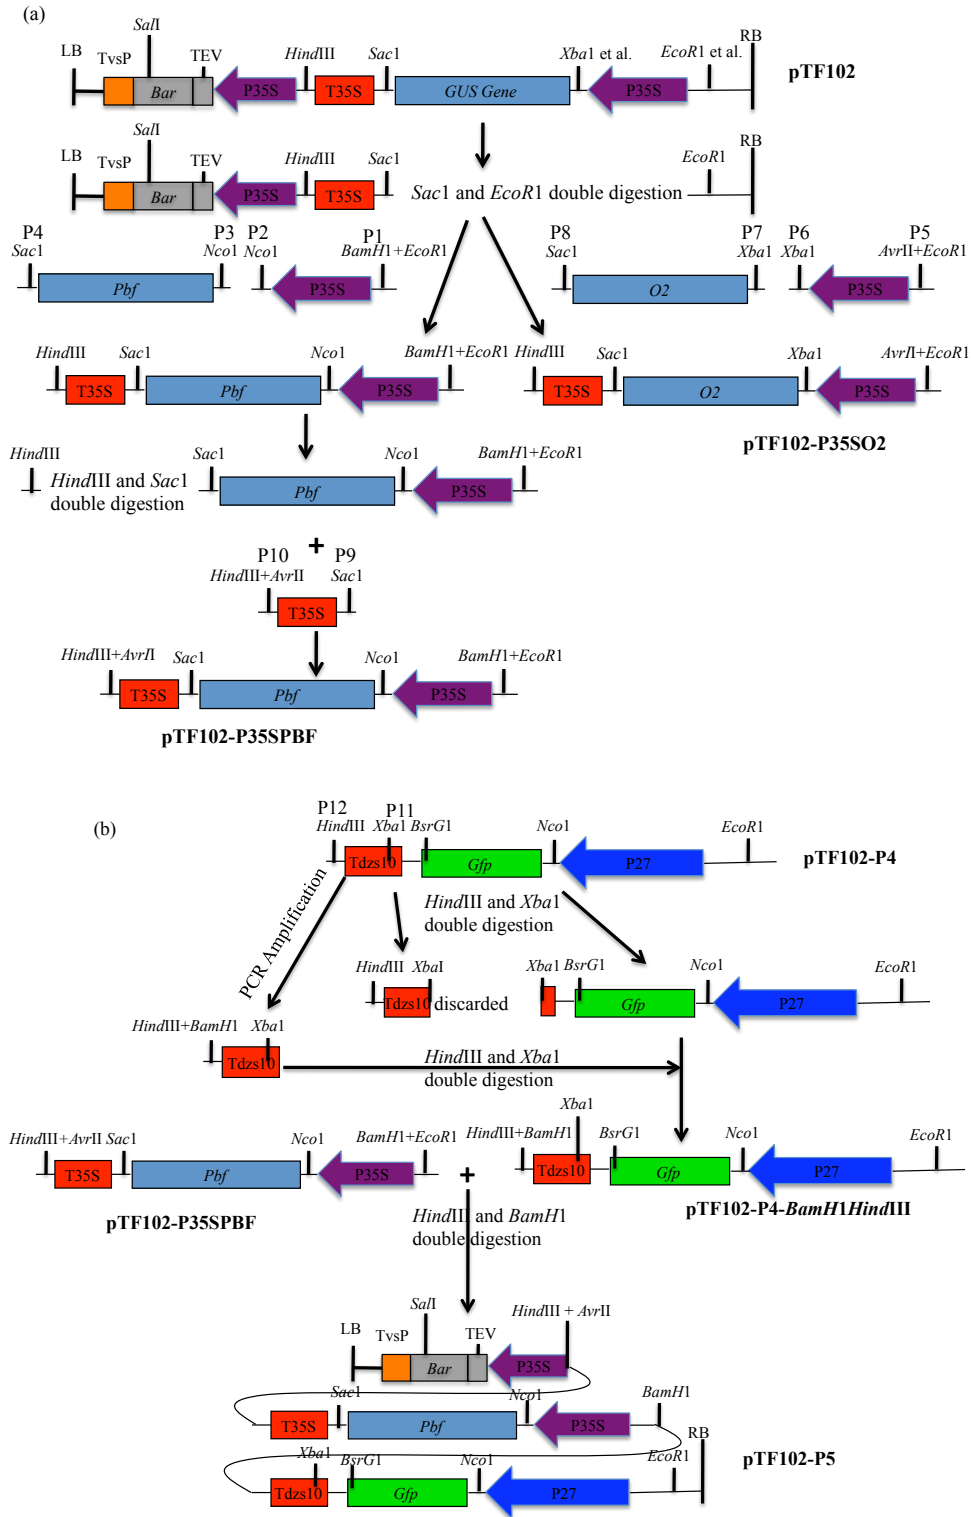 (a)
LB TvsP SalI TEV HindIII Sac1 Xba1 et al. EcoR1 et al. RB
Bar P35S T35S GUS Gene P35S
pTF102
LB TvsP SalI TEV HindIII Sac1 EcoR1 RB
Bar P35S T35S Sac1 and EcoR1 double digestion
P4 P3 P2 P1 P8 P7 P6 P5
Sac1 Nco1 Nco1 BamH1+EcoR1 Sac1 Xba1 Xba1 AvrII+EcoR1
Pbf P35S O2 P35S
HindIII Sac1 Nco1 BamH1+EcoR1 HindIII Sac1 Xba1 AvrII+EcoR1
T35S Pbf P35S T35S O2 P35S
pTF102-P35SO2
HindIII Sac1 Nco1 BamH1+EcoR1
HindIII and Sac1
double digestion
Pbf P35S
+
P10 P9
HindIII+AvrII Sac1
T35S
HindIII+AvrII Sac1 Nco1 BamH1+EcoR1
T35S Pbf P35S
pTF102-P35SPBF
(b)
P12 P11
HindIII Xba1 BsrG1 Nco1 EcoR1
Tdzs10 Gfp P27
pTF102-P4
PCR Amplification
HindIII and Xba1
double digestion
HindIII XbaI Xba1 BsrG1 Nco1 EcoR1
Tdzs10 discarded Gfp P27
HindIII+BamH1 Xba1
Tdzs10
HindIII and Xba1
double digestion
HindIII+AvrII Sac1 Nco1 BamH1+EcoR1 HindIII+BamH1 Xba1 BsrG1 Nco1 EcoR1
T35S Pbf P35S + Tdzs10 Gfp P27
pTF102-P35SPBF pTF102-P4-BamH1HindIII
HindIII and BamH1
double digestion
LB TvsP SalI TEV HindIII + AvrII
Bar P35S
Sac1 Nco1 BamH1
T35S Pbf P35S
RB
Xba1 BsrG1 Nco1 EcoR1
Tdzs10 Gfp P27
pTF102-P5